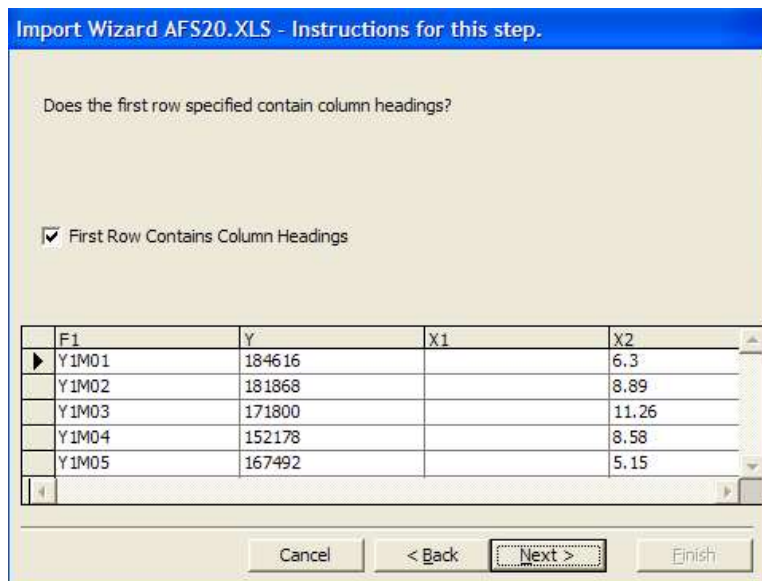 Import Wizard AFS20.XLS - Instructions for this step.
Does the first row specified contain column headings?
First Row Contains Column Headings
F1 Y X1 X2
Y1M01 184616 6.3
Y1M02 181868 8.89
Y1M03 171800 11.26
Y1M04 152178 8.58
Y1M05 167492 5.15
Cancel < Back Next > Finish